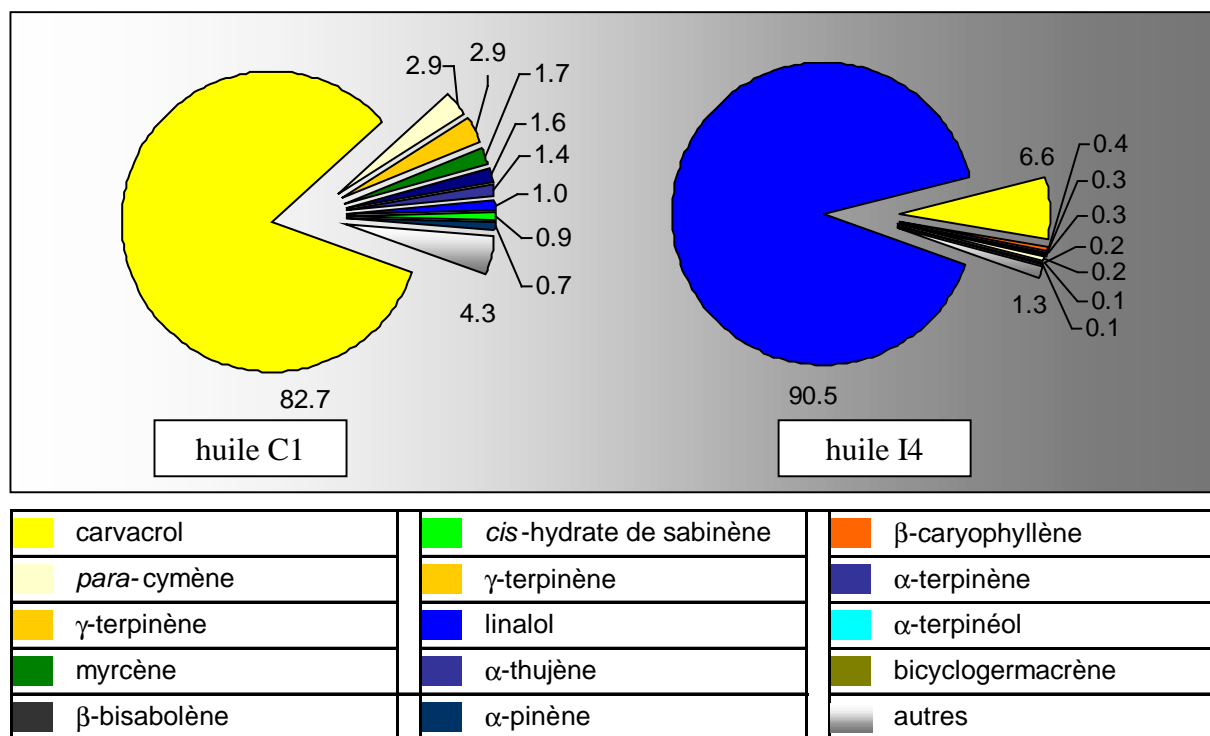 2.9
2.9
1.7
1.6
1.4
1.0
0.9
0.7
4.3
82.7
huile C1
6.6
0.4
0.3
0.3
0.2
0.2
0.1
0.1
1.3
90.5
huile I4
carvacrol
cis-hydrate de sabinène
β-caryophyllène
para-cymène
γ-terpinène
α-terpinène
γ-terpinène
linalol
α-terpinéol
myrcène
α-thujène
bicyclogermacrène
β-bisabolène
α-pinène
autres